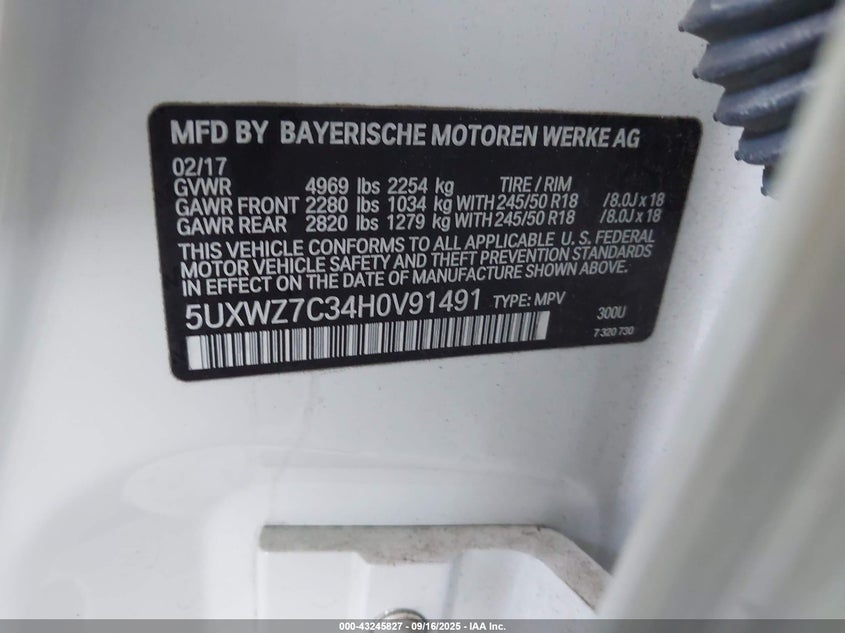 MFD BY BAYERISCHE MOTOREN WERKE AG
02/17
GVWR 4969 lbs 2254 kg TIRE / RIM
GAWR FRONT 2280 lbs 1034 kg WITH 245/50 R18 /8.0J x 18
GAWR REAR 2820 lbs 1279 kg WITH 245/50 R18 /8.0J x 18
THIS VEHICLE CONFORMS TO ALL APPLICABLE U.S. FEDERAL
MOTOR VEHICLE SAFETY AND THEFT PREVENTION STANDARDS
IN EFFECT ON THE DATE OF MANUFACTURE SHOWN ABOVE.
5UXWZ7C34H0V91491 TYPE: MPV 300U
7 320 730
000-43245827 - 09/16/2025 - IAA Inc.